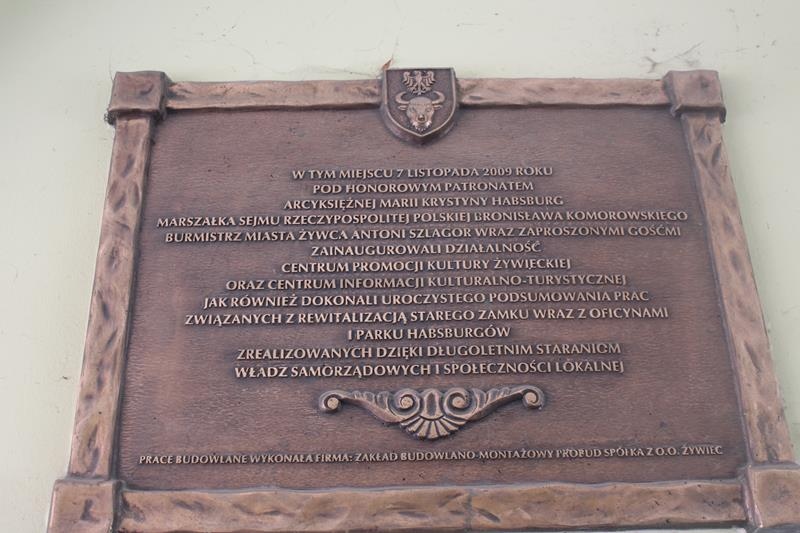 W TYM MIEJSCU 7 LISTOPADA 2009 ROKU
POD HONOROWYM PATRONATEM
ARCYKSIĘŻNEJ MARII KRYSTYNY HABSBURG
MARSZAŁKA SEJMU RZECZYPOSPOLITEJ POLSKIEJ BRONISŁAWA KOMOROWSKIEGO
BURMISTRZ MIASTA ŻYWCA ANTONI SZLAGOR WRAZ ZAPROSZONYMI GOŚĆMI
ZAINAUGUROWALI DZIAŁALNOŚĆ
CENTRUM PROMOCJI KULTURY ŻYWIECKIEJ
ORAZ CENTRUM INFORMACJI KULTURALNO-TURYSTYCZNEJ
JAK RÓWNIEŻ DOKONALI UROCZYSTEGO PODSUMOWANIA PRAC
ZWIĄZANYCH Z REWITALIZACJĄ STAREGO ZAMKU WRAZ Z OFICYNAMI
I PARKU HABSBURGÓW
ZREALIZOWANYCH DZIĘKI DŁUGOLETNIM STARANIOM
WŁADZ SAMORZĄDOWYCH I SPOŁECZNOŚCI LOKALNEJ
PRACE BUDOWLANE WYKONAŁA FIRMA: ZAKŁAD BUDOWLANO-MONTAŻOWY PROBUD SPÓŁKA Z O.O. ŻYWIEC